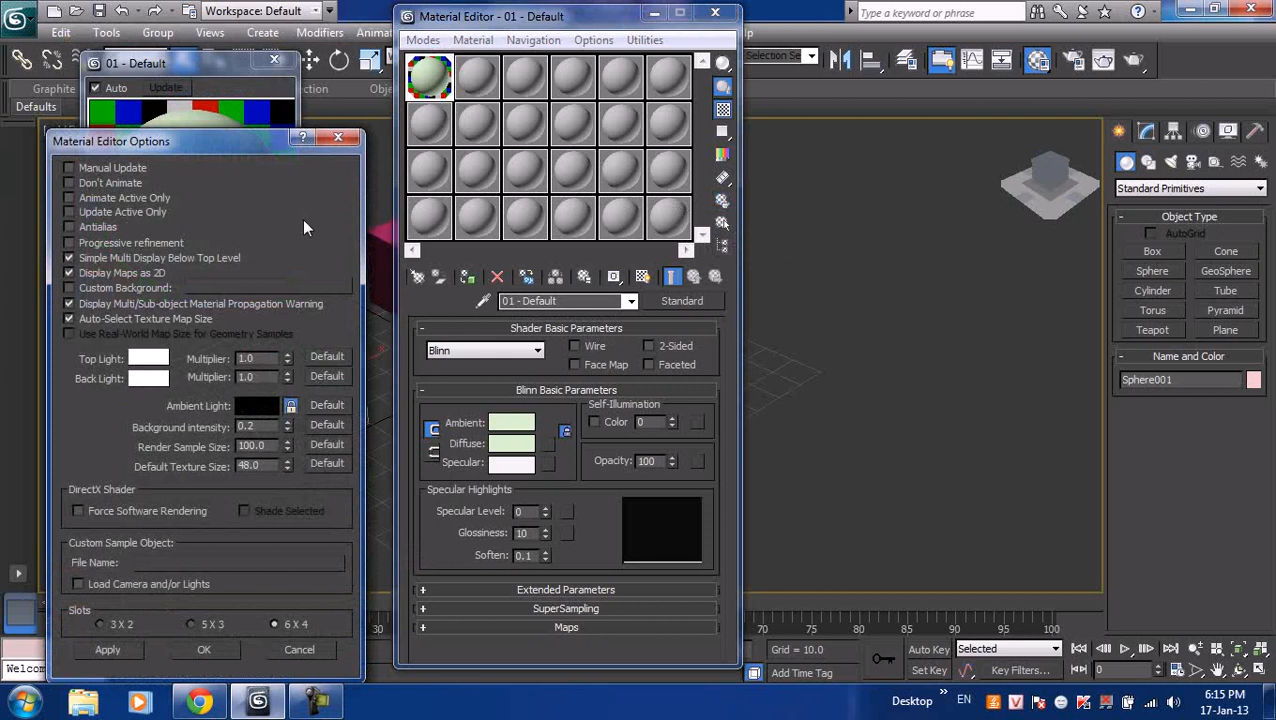 Workspace: Default
Type a keyword or phrase
Edit
Tools
Group
Views
Create
Modifiers
Animat
Selection Se
Graphite
Defaults
01 - Default
Auto
Update
Material Editor Options
Manual Update
Don't Animate
Animate Active Only
Update Active Only
Antialias
Progressive refinement
Simple Multi Display Below Top Level
Display Maps as 2D
Custom Background:
Display Multi/Sub-object Material Propagation Warning
Auto-Select Texture Map Size
Use Real-World Map Size for Geometry Samples
Top Light: Multiplier: 1.0 Default
Back Light: Multiplier: 1.0 Default
Ambient Light: Default
Background intensity: 0.2 Default
Render Sample Size: 100.0 Default
Default Texture Size: 48.0 Default
DirectX Shader
Force Software Rendering Shade Selected
Custom Sample Object:
File Name:
Load Camera and/or Lights
Slots
3 X 2 5 X 3 6 X 4
Apply OK Cancel
Material Editor - 01 - Default
Modes Material Navigation Options Utilities
01 - Default Standard
Shader Basic Parameters
Blinn Wire 2-Sided
Face Map Faceted
Blinn Basic Parameters
Self-Illumination
Ambient: Color 0
Diffuse:
Specular: Opacity: 100
Specular Highlights
Specular Level: 0
Glossiness: 10
Soften: 0.1
Extended Parameters
SuperSampling
Maps
Standard Primitives
Object Type
AutoGrid
Box Cone
Sphere GeoSphere
Cylinder Tube
Torus Pyramid
Teapot Plane
Name and Color
Sphere001
30 70 75 80 85 90 95 100
Grid = 10.0 Auto Key Selected
Welcom Add Time Tag Set Key Key Filters... 0
Desktop » EN 6:15 PM
17-Jan-13